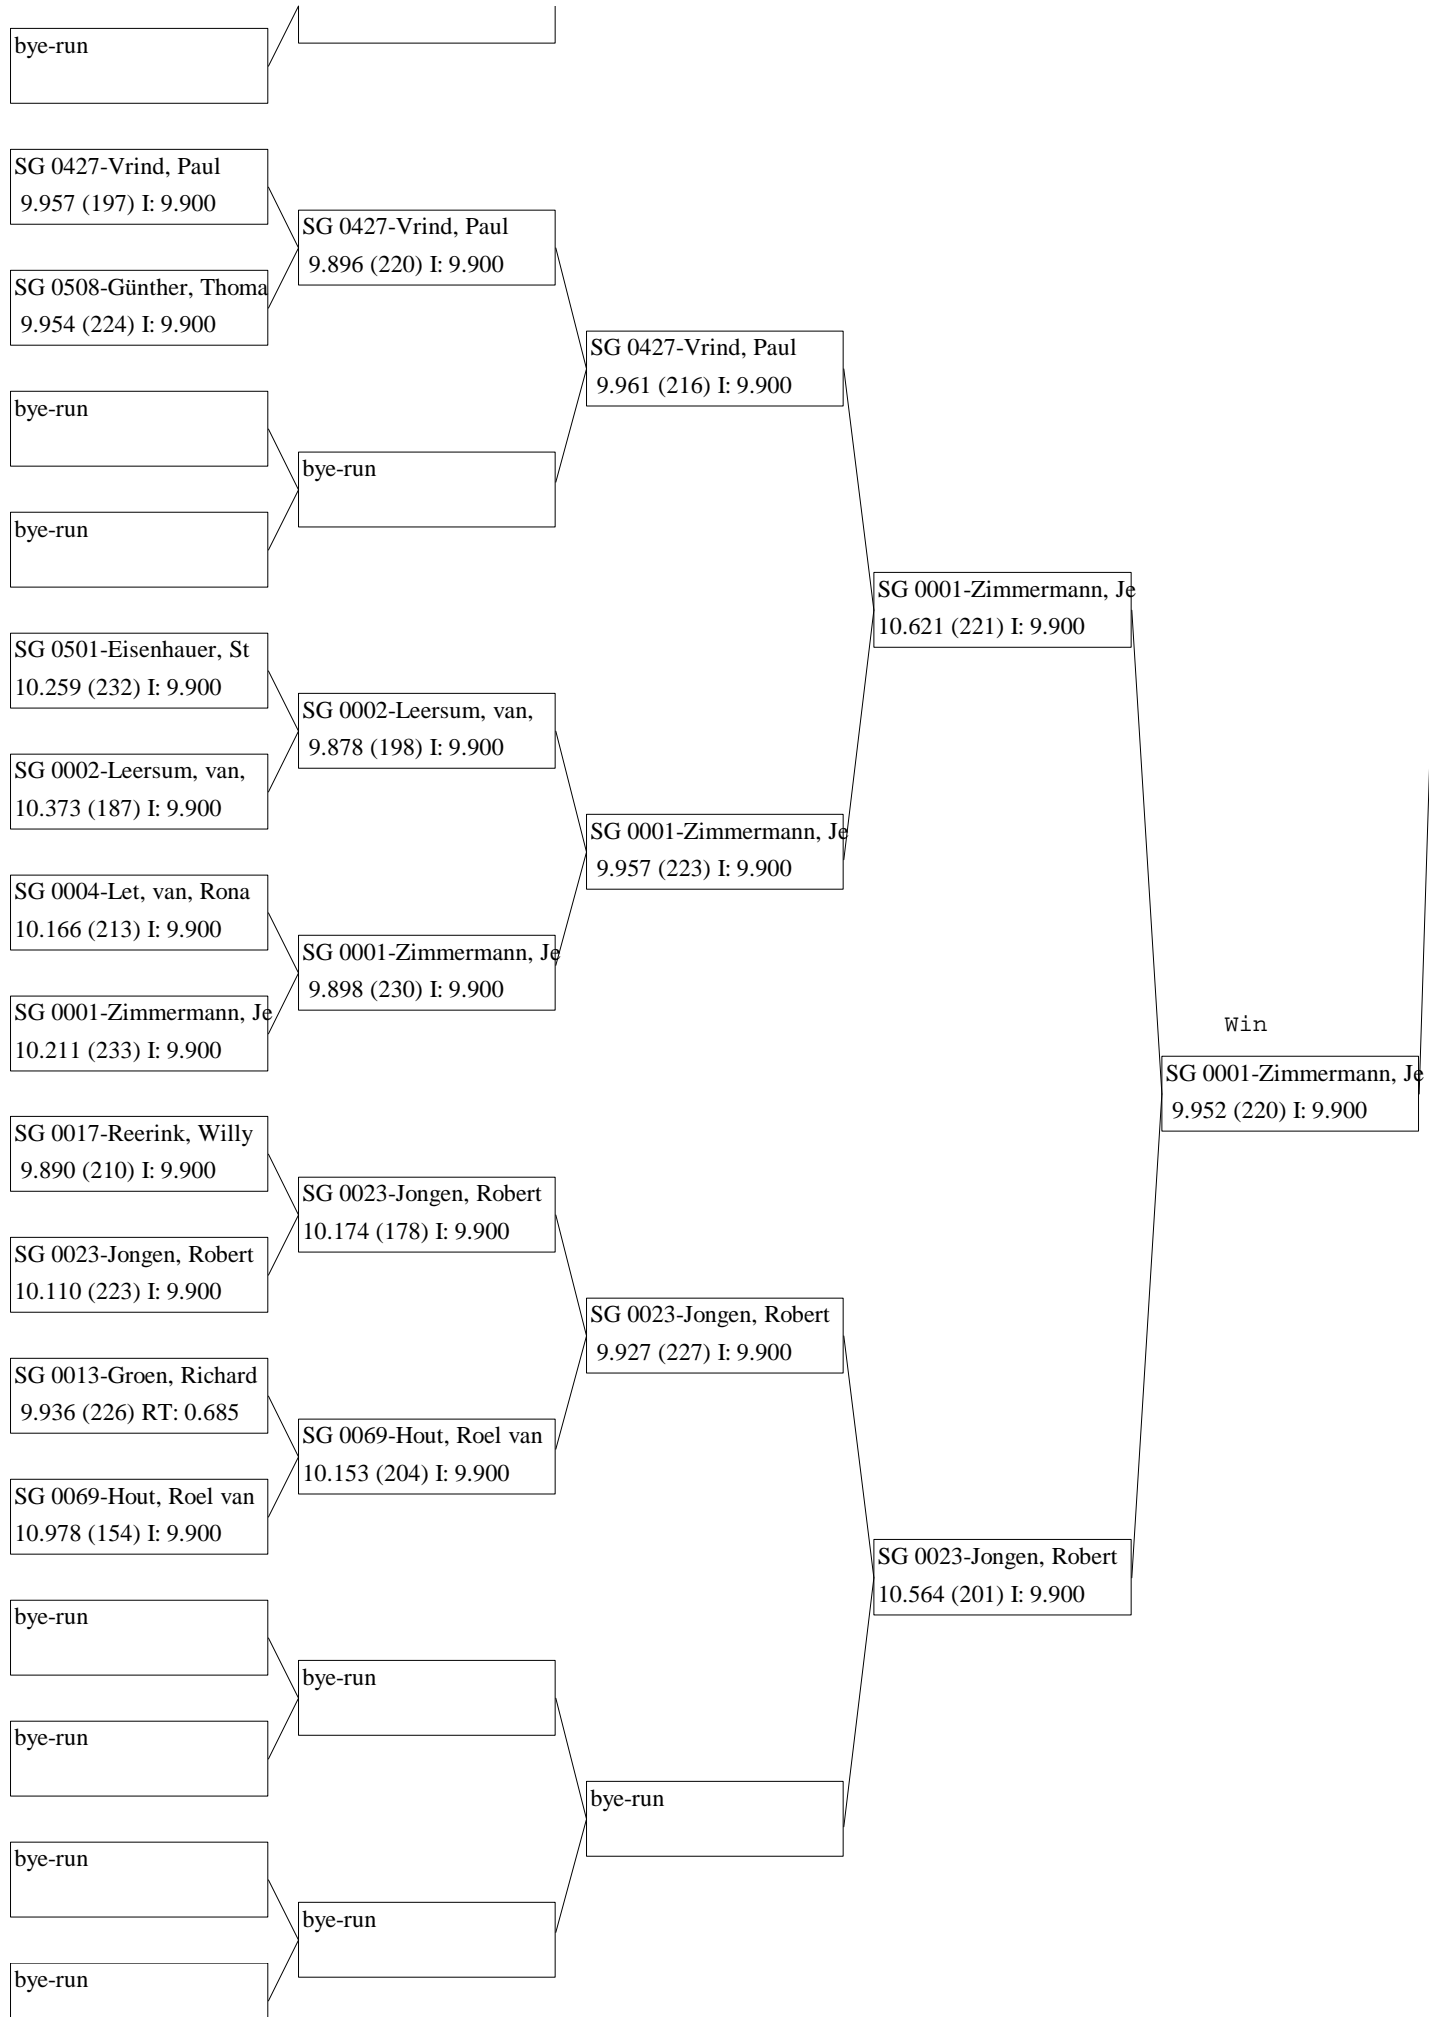 bye-run
SG 0427-Vrind, Paul
9.957 (197) I: 9.900
SG 0508-Günther, Thoma
9.954 (224) I: 9.900
bye-run
bye-run
SG 0501-Eisenhauer, St
10.259 (232) I: 9.900
SG 0002-Leersum, van,
10.373 (187) I: 9.900
SG 0004-Let, van, Rona
10.166 (213) I: 9.900
SG 0001-Zimmermann, Je
10.211 (233) I: 9.900
SG 0017-Reerink, Willy
9.890 (210) I: 9.900
SG 0023-Jongen, Robert
10.110 (223) I: 9.900
SG 0013-Groen, Richard
9.936 (226) RT: 0.685
SG 0069-Hout, Roel van
10.978 (154) I: 9.900
bye-run
bye-run
bye-run
bye-run
SG 0427-Vrind, Paul
9.896 (220) I: 9.900
bye-run
SG 0002-Leersum, van,
9.878 (198) I: 9.900
SG 0001-Zimmermann, Je
9.898 (230) I: 9.900
SG 0023-Jongen, Robert
10.174 (178) I: 9.900
SG 0069-Hout, Roel van
10.153 (204) I: 9.900
bye-run
bye-run
SG 0427-Vrind, Paul
9.961 (216) I: 9.900
SG 0001-Zimmermann, Je
9.957 (223) I: 9.900
SG 0023-Jongen, Robert
9.927 (227) I: 9.900
bye-run
SG 0001-Zimmermann, Je
10.621 (221) I: 9.900
SG 0023-Jongen, Robert
10.564 (201) I: 9.900
Win
SG 0001-Zimmermann, Je
9.952 (220) I: 9.900